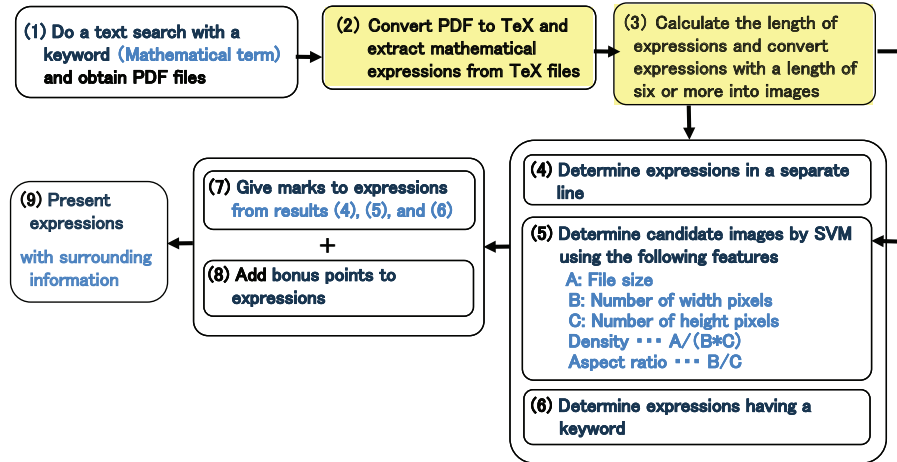 (1) Do a text search with a
keyword (Mathematical term)
and obtain PDF files
(2) Convert PDF to TeX and
extract mathematical
expressions from TeX files
(3) Calculate the length of
expressions and convert
expressions with a length of
six or more into images
(4) Determine expressions in a separate
line
(5) Determine candidate images by SVM
using the following features
A: File size
B: Number of width pixels
C: Number of height pixels
Density ･･･ A/(B*C)
Aspect ratio ･･･ B/C
(6) Determine expressions having a
keyword
(7) Give marks to expressions
from results (4), (5), and (6)
+
(8) Add bonus points to
expressions
(9) Present
expressions
with surrounding
information